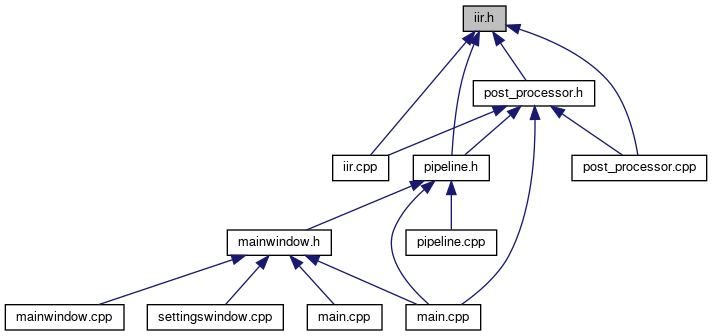 iir.h
post_processor.h
iir.cpp
pipeline.h
post_processor.cpp
mainwindow.h
pipeline.cpp
mainwindow.cpp
settingswindow.cpp
main.cpp
main.cpp